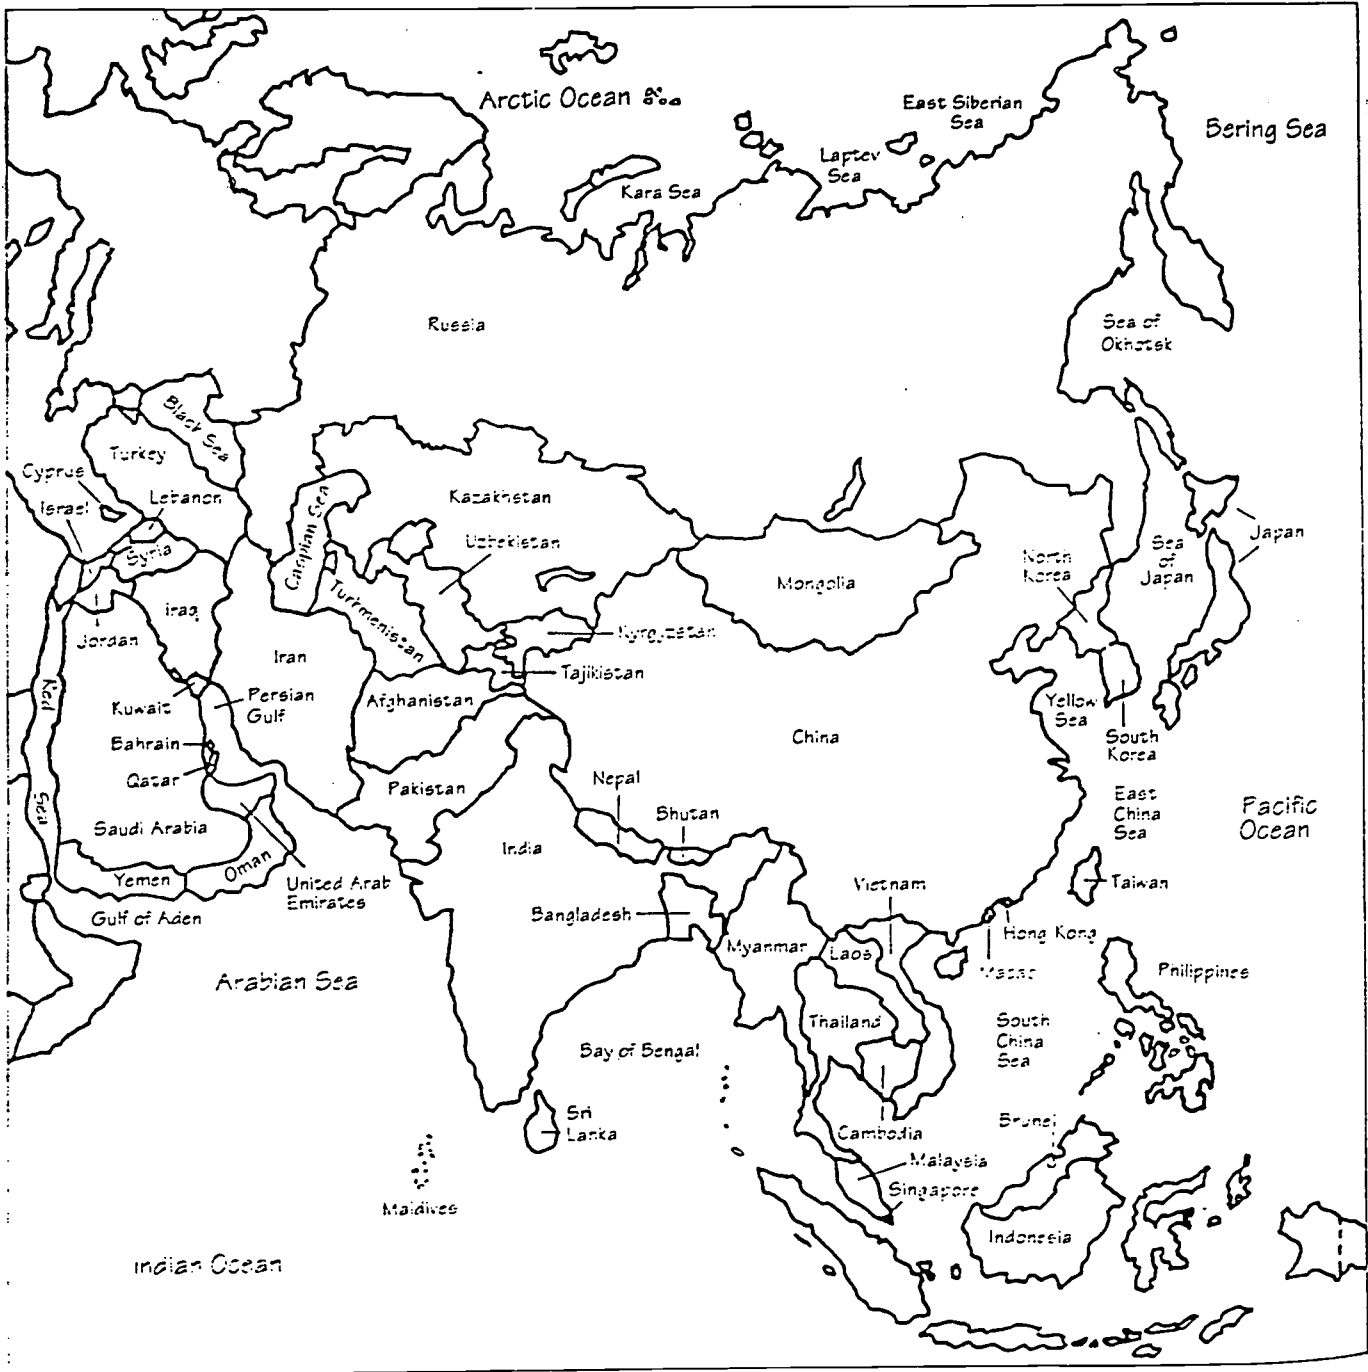 Arctic Ocean
East Siberian
Sea
Bering Sea
Laptev
Sea
Kara Sea
Russia
Sea of
Okhotsk
Black Sea
Turkey
Cyprus
Lebanon
Israel
Kazakhstan
Caspian Sea
Uzbekistan
Syria
Japan
Sea
of
Japan
North
Korea
Mongolia
Turkmenistan
Iraq
Jordan
Kyrgyzstan
Iran
Tajikistan
Red
Sea
Kuwait
Persian
Gulf
Afghanistan
Yellow
Sea
South
Korea
China
Bahrain
Qatar
Pakistan
Nepal
East
China
Sea
Pacific
Ocean
Bhutan
Saudi Arabia
India
Oman
Yemen
United Arab
Emirates
Vietnam
Taiwan
Gulf of Aden
Bangladesh
Hong Kong
Myanmar
Laos
Macao
Philippines
Arabian Sea
Thailand
South
China
Sea
Bay of Bengal
Sri
Lanka
Cambodia
Brunei
Malaysia
Singapore
Maldives
Indonesia
Indian Ocean